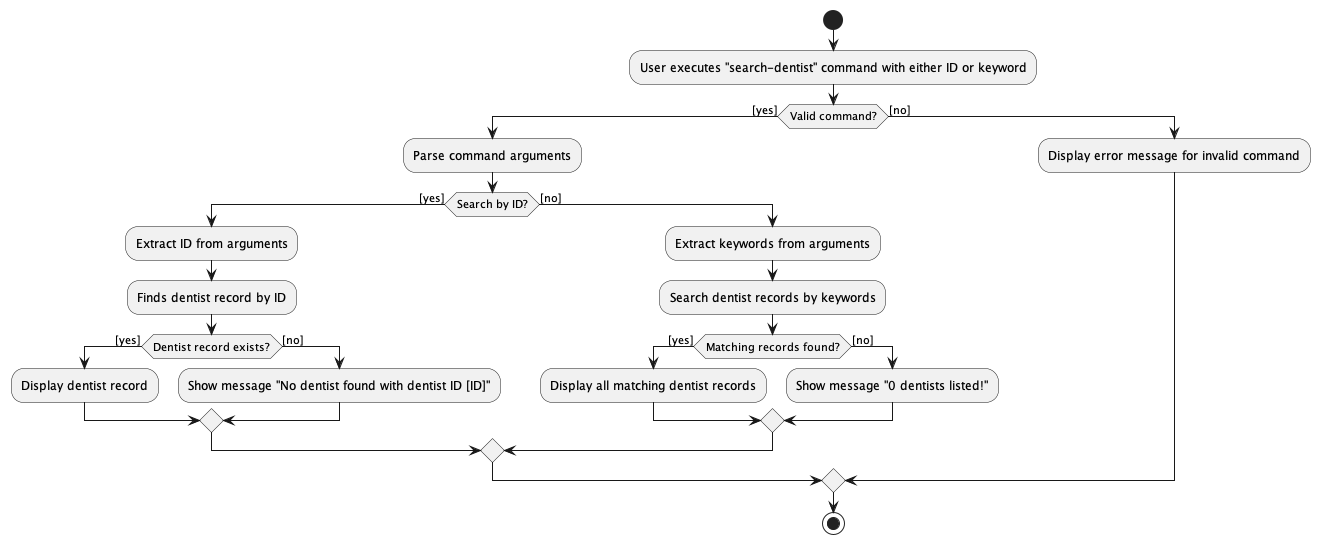 User executes "search-dentist" command with either ID or keyword
[yes]
Valid command?
[no]
Parse command arguments
Display error message for invalid command
[yes]
Search by ID?
[no]
Extract ID from arguments
Extract keywords from arguments
Finds dentist record by ID
Search dentist records by keywords
[yes]
Dentist record exists?
[no]
[yes]
Matching records found?
[no]
Display dentist record
Show message "No dentist found with dentist ID [ID]"
Display all matching dentist records
Show message "0 dentists listed!"